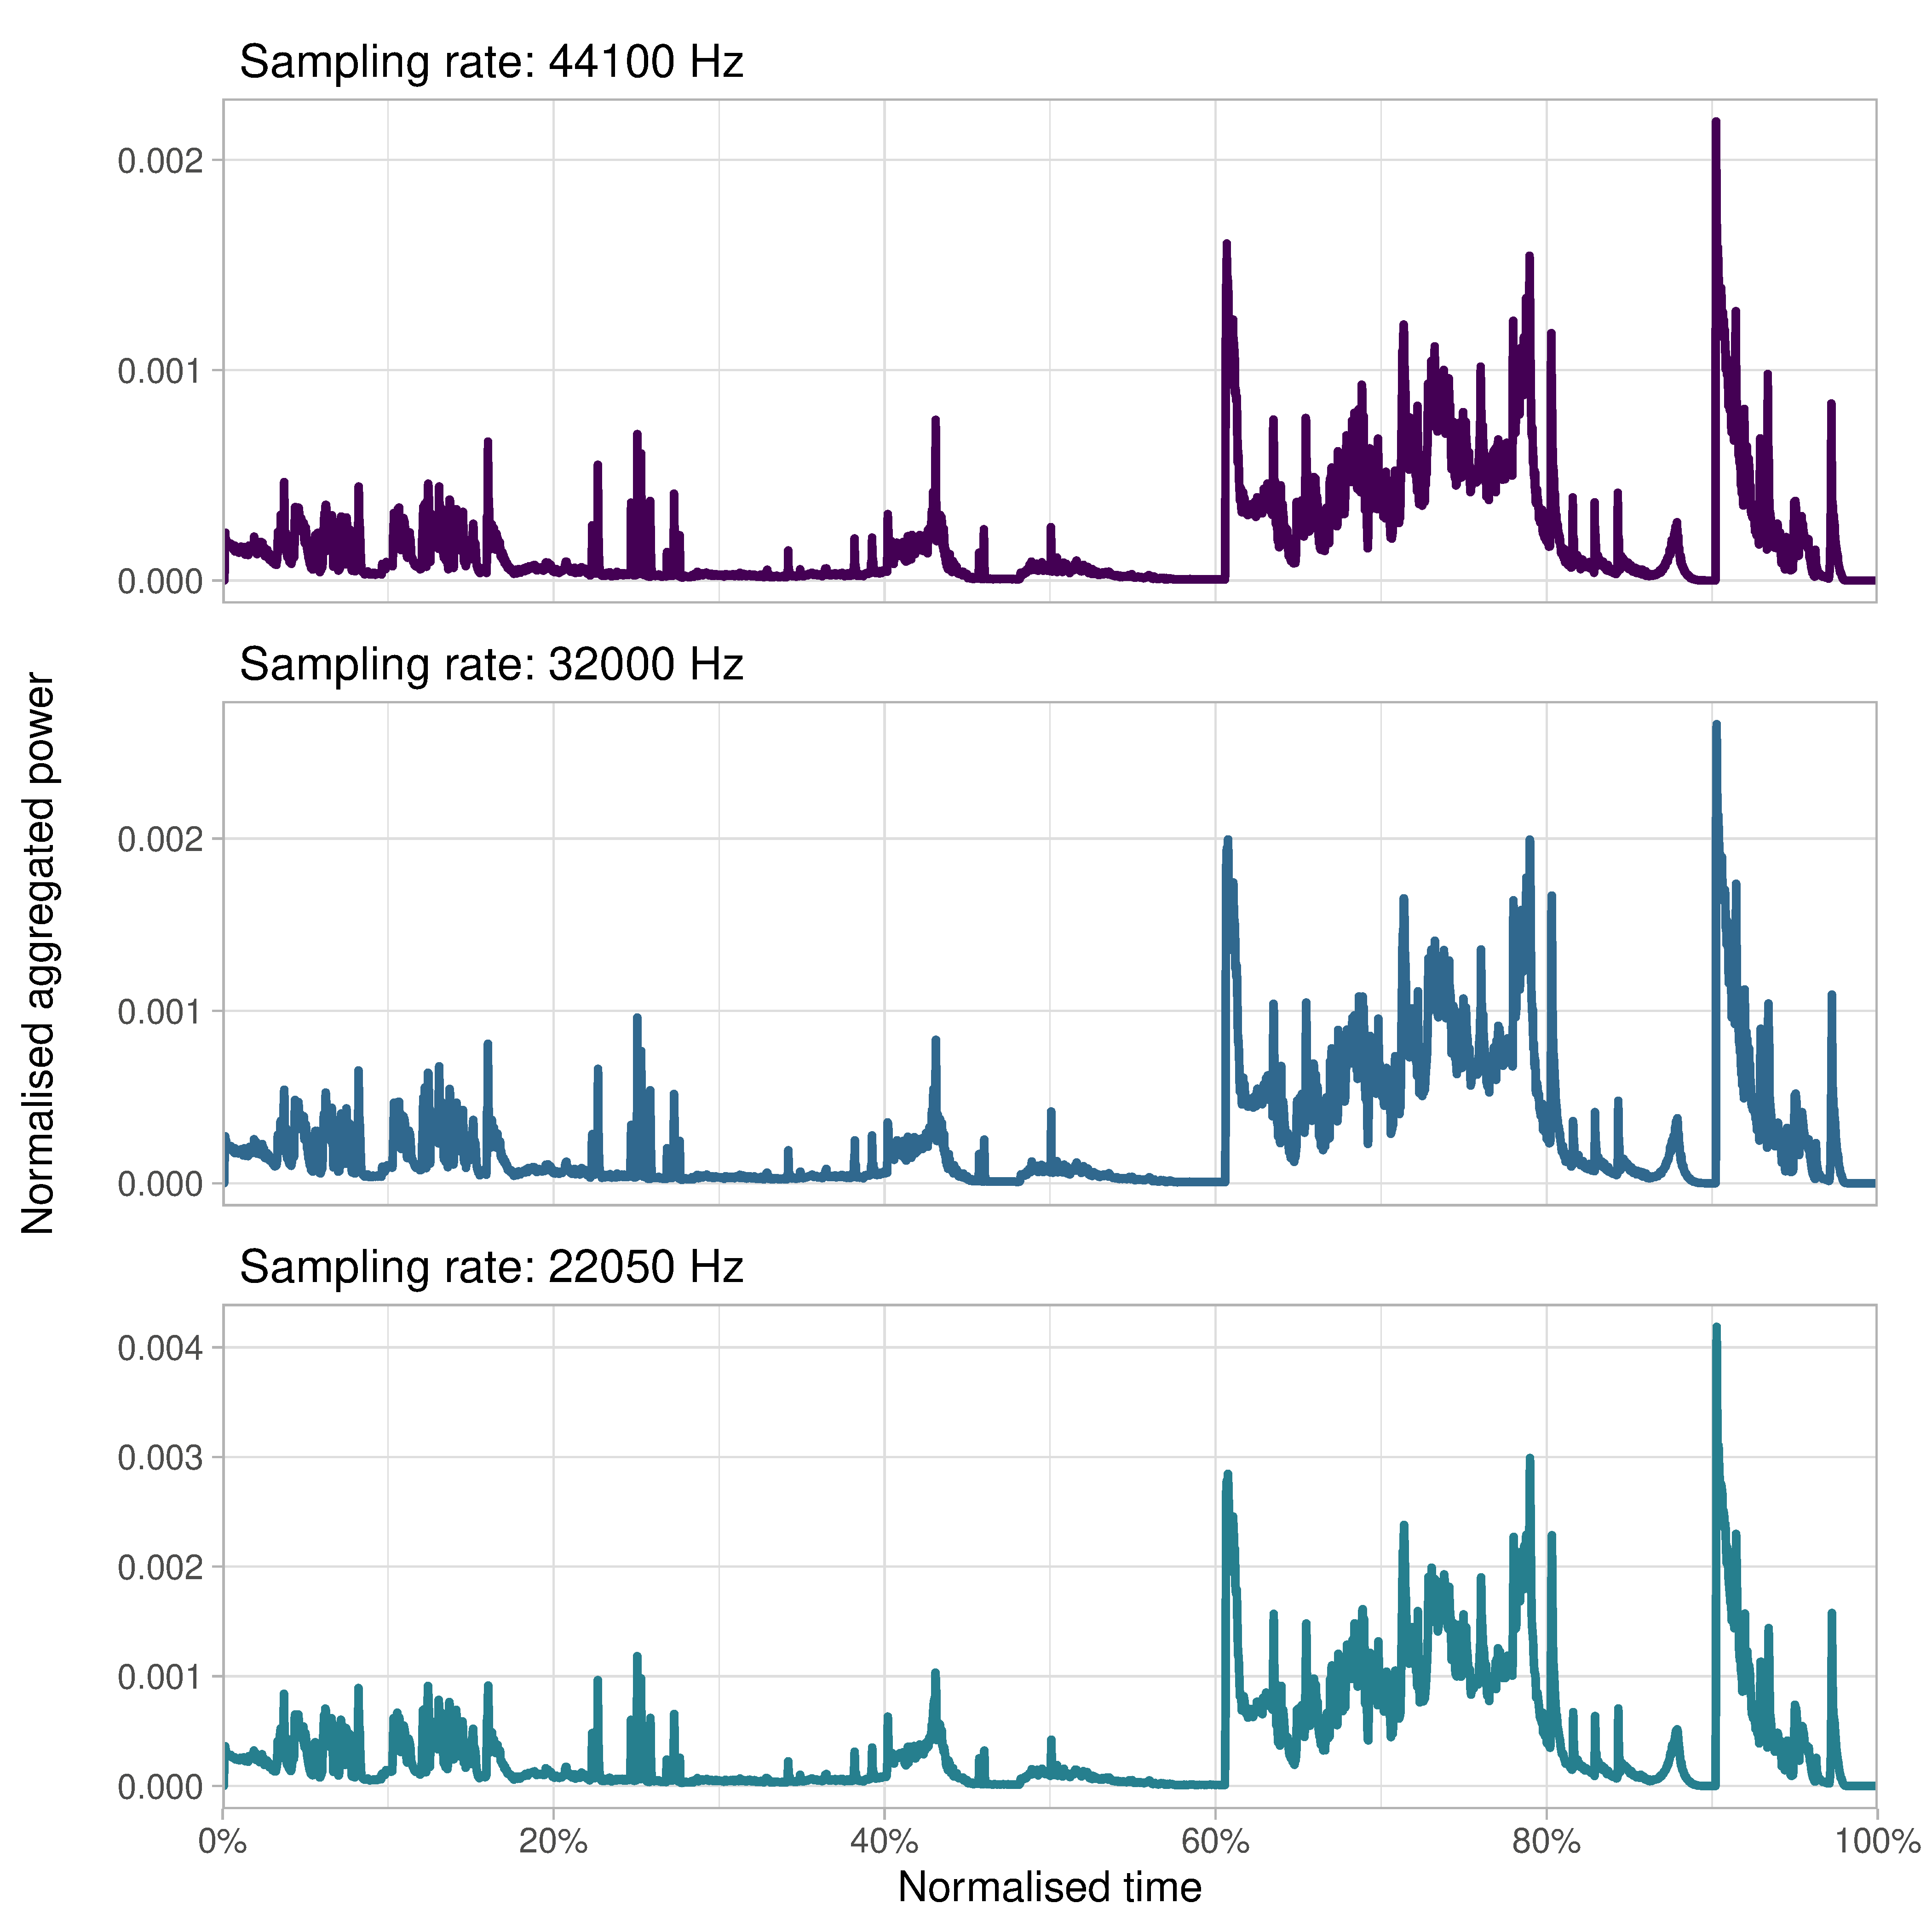 Sampling rate: 44100 Hz
0.002
0.001
0.000
Sampling rate: 32000 Hz
0.002
0.001
0.000
Normalised aggregated power
Sampling rate: 22050 Hz
0.004
0.003
0.002
0.001
0.000
0% 20% 40% 60% 80% 100%
Normalised time